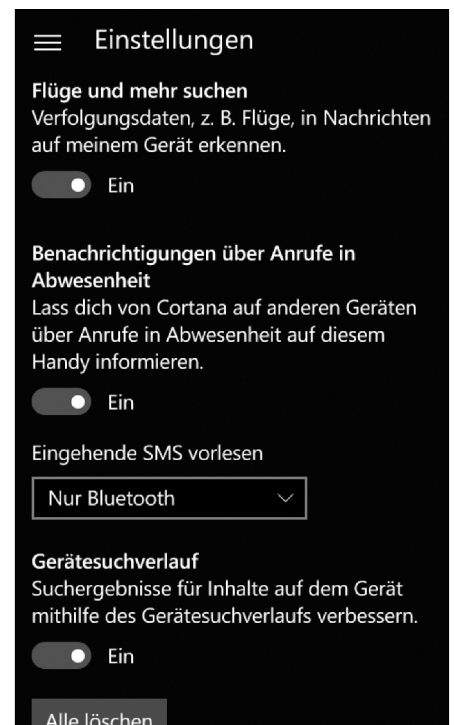 Einstellungen
Flüge und mehr suchen
Verfolgungsdaten, z. B. Flüge, in Nachrichten
auf meinem Gerät erkennen.
Ein
Benachrichtigungen über Anrufe in
Abwesenheit
Lass dich von Cortana auf anderen Geräten
über Anrufe in Abwesenheit auf diesem
Handy informieren.
Ein
Eingehende SMS vorlesen
Nur Bluetooth
Gerätesuchverlauf
Suchergebnisse für Inhalte auf dem Gerät
mithilfe des Gerätesuchverlaufs verbessern.
Ein
Alle löschen